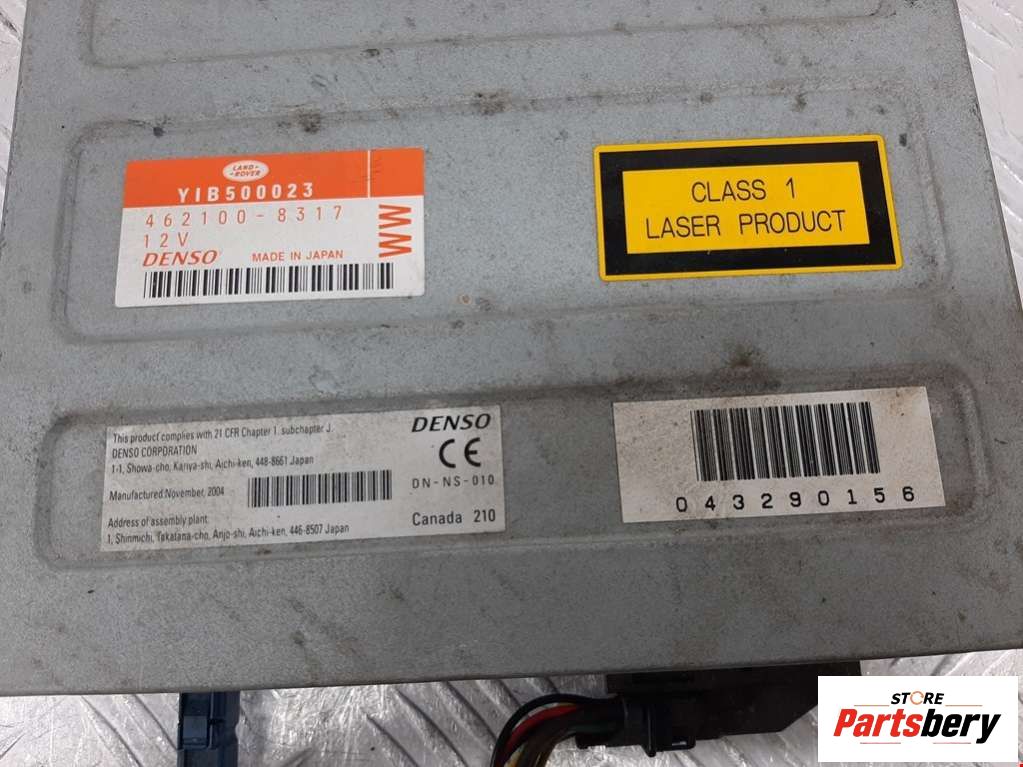 LAND-
-ROVER
YIB500023
462100-8317
12V
WW
DENSO
MADE IN JAPAN
CLASS 1
LASER PRODUCT
This product complies with 21 CFR Chapter 1. subchapter J.
DENSO CORPORATION
1-1, Showa-cho, Kariya-shi, Aichi-ken, 448-8661 Japan
Manufactured:November, 2004
Address of assembly plant
1, Shinmichi, Takatana-cho, Anjo-shi, Aichi-ken, 446-8507 Japan
DENSO
CE
DN-NS-010
Canada 210
043290156
STORE
Partsbery